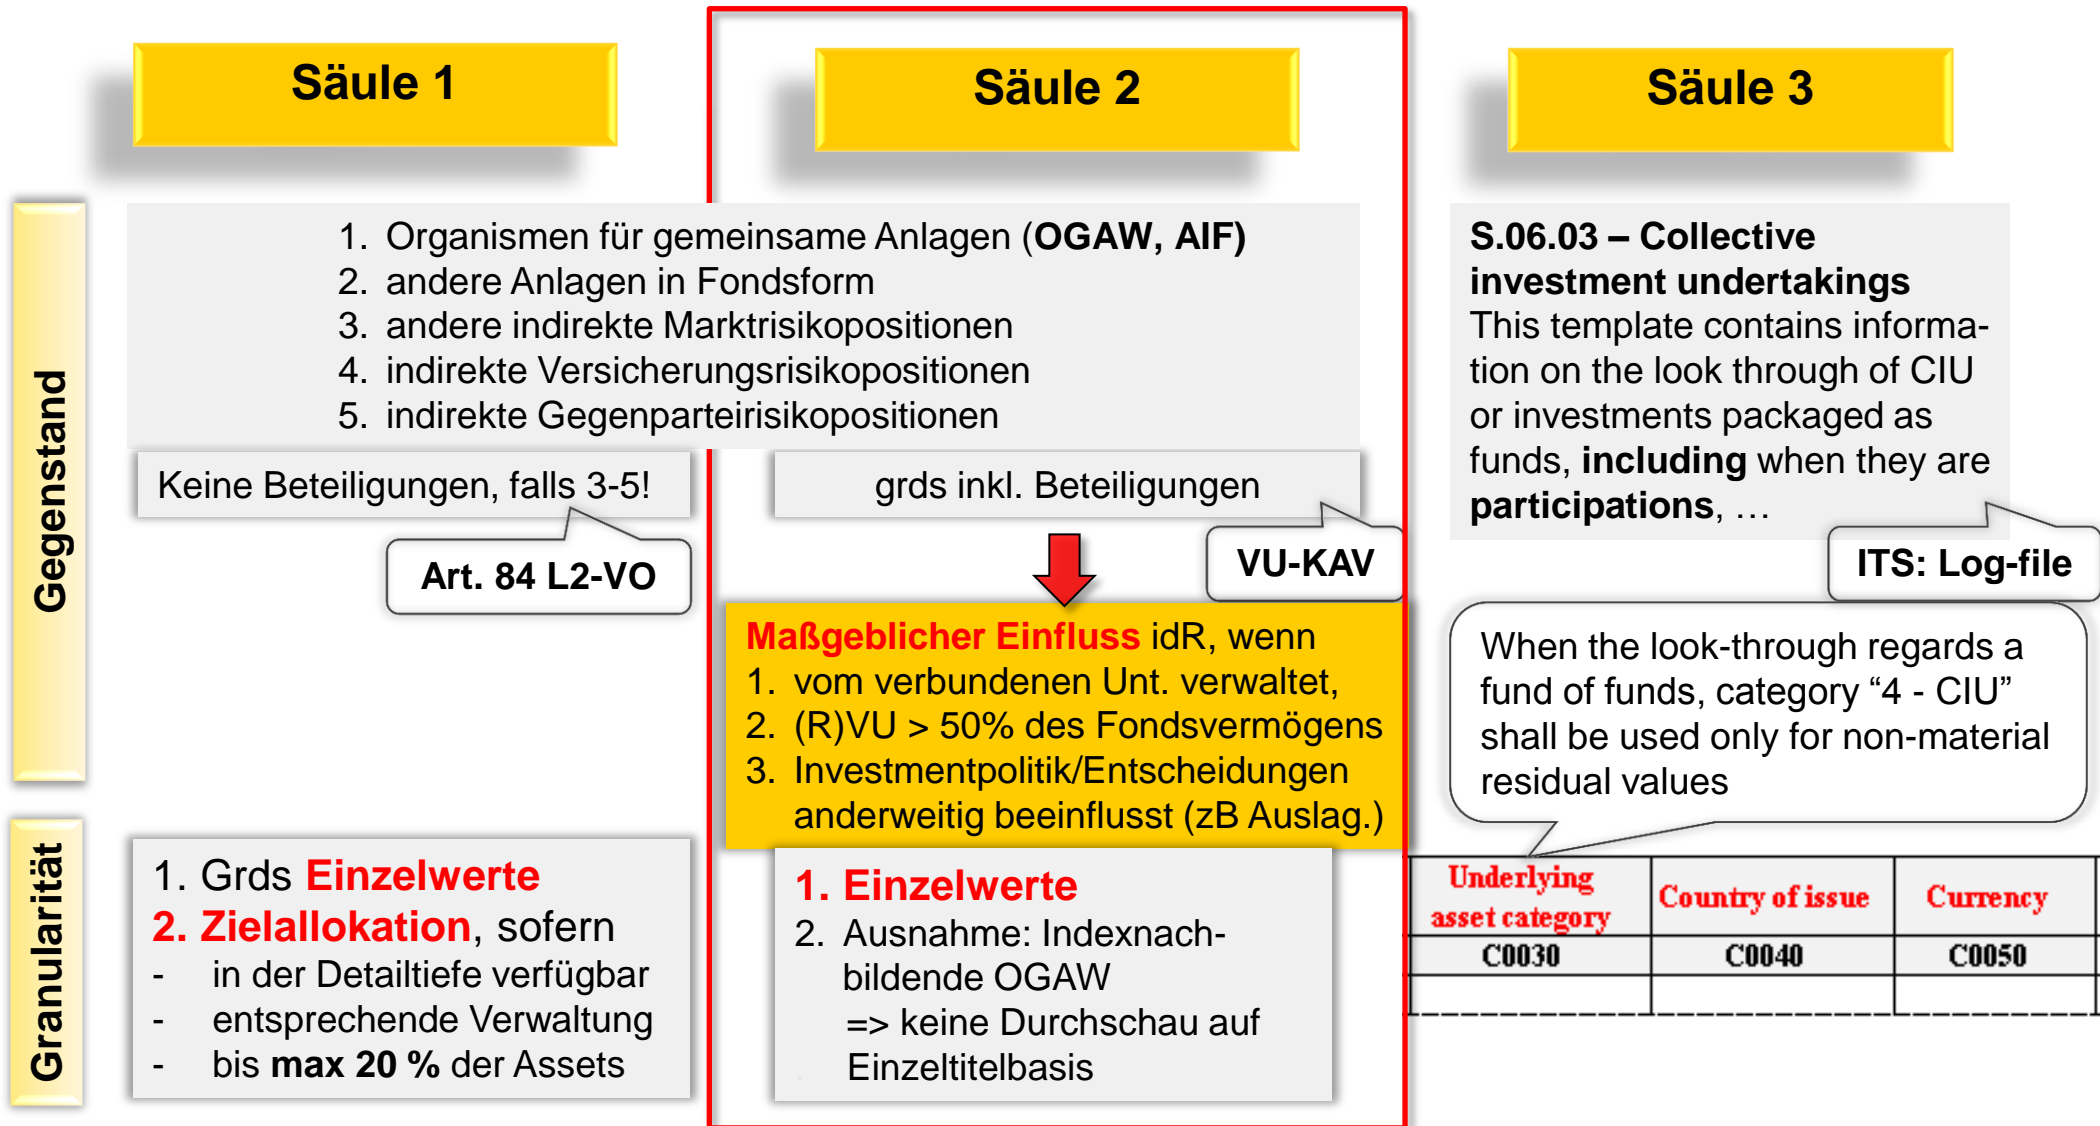 Säule 1
Säule 2
Säule 3
Gegenstand
1. Organismen für gemeinsame Anlagen (OGAW, AIF)
2. andere Anlagen in Fondsform
3. andere indirekte Marktrisikopositionen
4. indirekte Versicherungsrisikopositionen
5. indirekte Gegenparteirisikopositionen
Keine Beteiligungen, falls 3-5!
Art. 84 L2-VO
grds inkl. Beteiligungen
VU-KAV
Maßgeblicher Einfluss idR, wenn
1. vom verbundenen Unt. verwaltet,
2. (R)VU > 50% des Fondsvermögens
3. Investmentpolitik/Entscheidungen
anderweitig beeinflusst (zB Auslag.)
S.06.03 – Collective
investment undertakings
This template contains informa-
tion on the look through of CIU
or investments packaged as
funds, including when they are
participations, …
ITS: Log-file
When the look-through regards a
fund of funds, category “4 - CIU”
shall be used only for non-material
residual values
Granularität
1. Grds Einzelwerte
2. Zielallokation, sofern
- in der Detailtiefe verfügbar
- entsprechende Verwaltung
- bis max 20 % der Assets
1. Einzelwerte
2. Ausnahme: Indexnach-
bildende OGAW
=> keine Durchschau auf
Einzeltitelbasis
Underlying
asset category
Country of issue
Currency
C0030
C0040
C0050